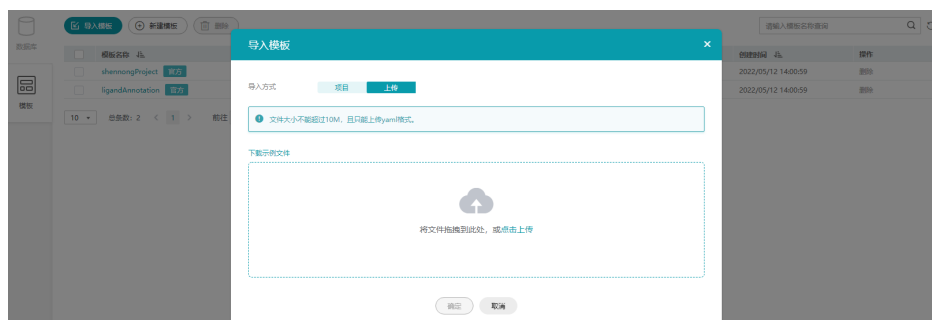 导入模板 新建模板 删除 请输入模板名称查询
数据库
模板
模板名称 创建时间 操作
shennongProject 官方 2022/05/12 14:00:59 删除
ligandAnnotation 官方 2022/05/12 14:00:59 删除
10 总条数: 2 < 1 > 前往
导入模板 ×
导入方式 项目 上传
文件大小不能超过10M，且只能上传yaml格式。
下载示例文件
将文件拖拽到此处，或点击上传
确定 取消